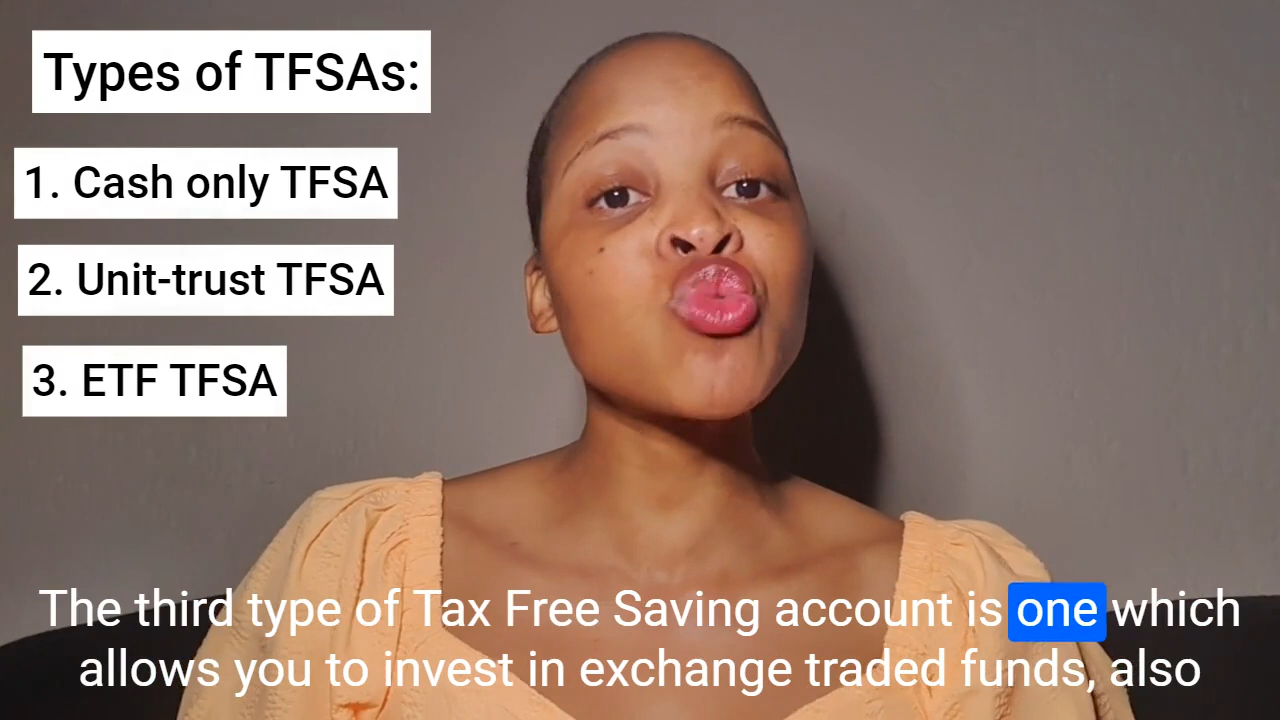 Types of TFSAs:
1. Cash only TFSA
2. Unit-trust TFSA
3. ETF TFSA
The third type of Tax Free Saving account is one which
allows you to invest in exchange traded funds, also